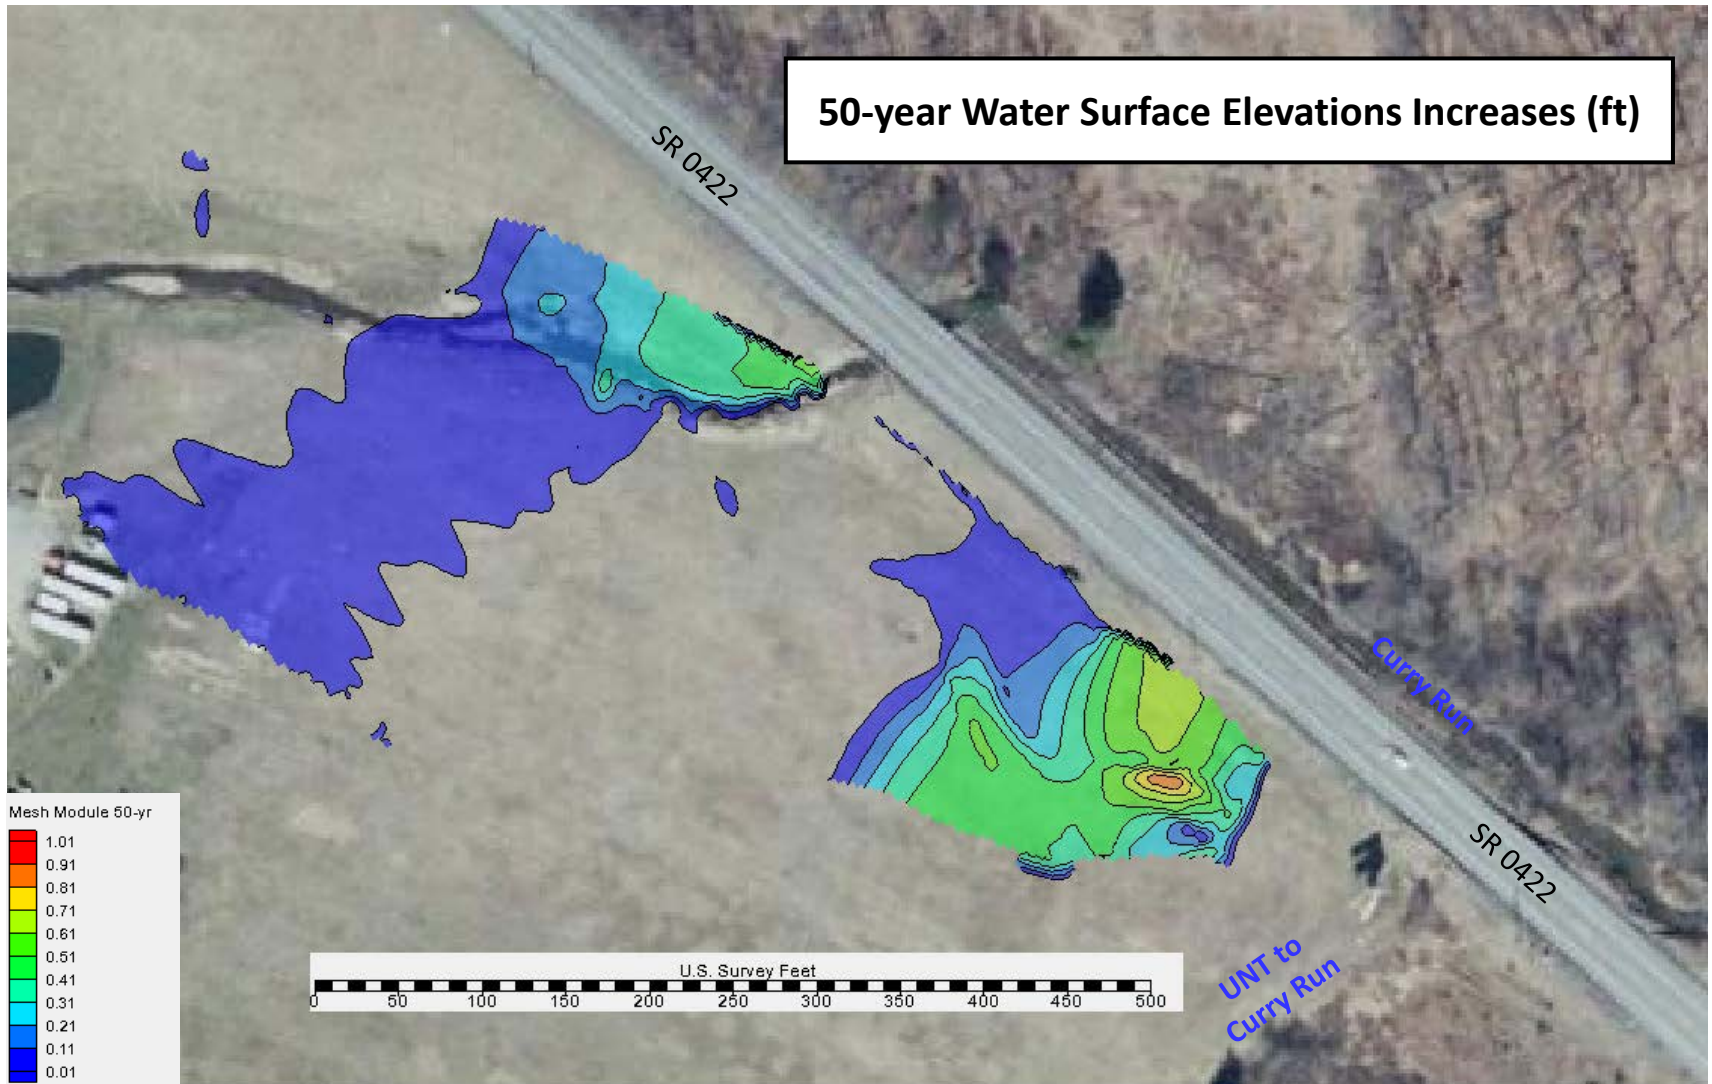 50-year Water Surface Elevations Increases (ft)
SR 0422
Curry Run
SR 0422
UNT to
Curry Run
Mesh Module 50-yr
1.01
0.91
0.81
0.71
0.61
0.51
0.41
0.31
0.21
0.11
0.01
U.S. Survey Feet
0 50 100 150 200 250 300 350 400 450 500